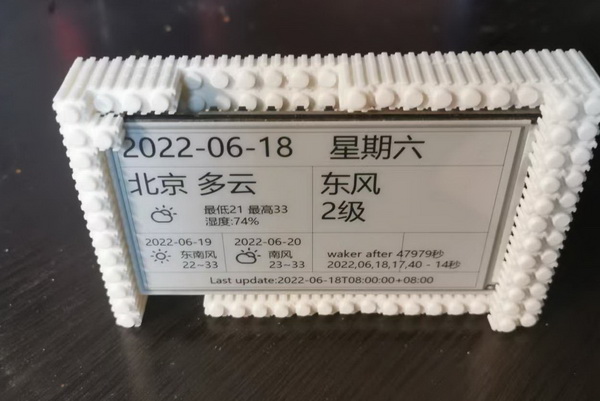 2022-06-18 星期六
北京 多云
最低21 最高33
湿度:74%
东风
2级
2022-06-19
东南风
22~33
2022-06-20
南风
23~33
waker after 47979秒
2022,06,18,17,40 - 14秒
Last update:2022-06-18T08:00:00+08:00